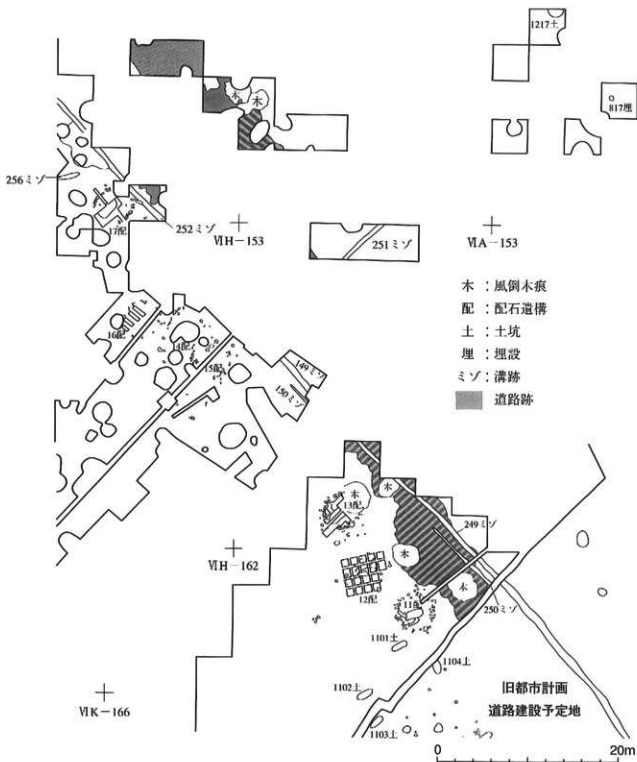 1217土
木
木
817埋
256ミゾ
17配
252ミゾ
ⅥH-153
251ミゾ
ⅥA-153
木：風倒木痕
配：配石遺構
土：土坑
埋：埋設
ミゾ：溝跡
道路跡
16配
14配
15配
149ミゾ
150ミゾ
木
13配
木
249ミゾ
ⅥH-162
木
12配
11配
木
250ミゾ
1101土
1104土
ⅥK-166
1102土
旧都市計画
道路建設予定地
1103土
0
20m